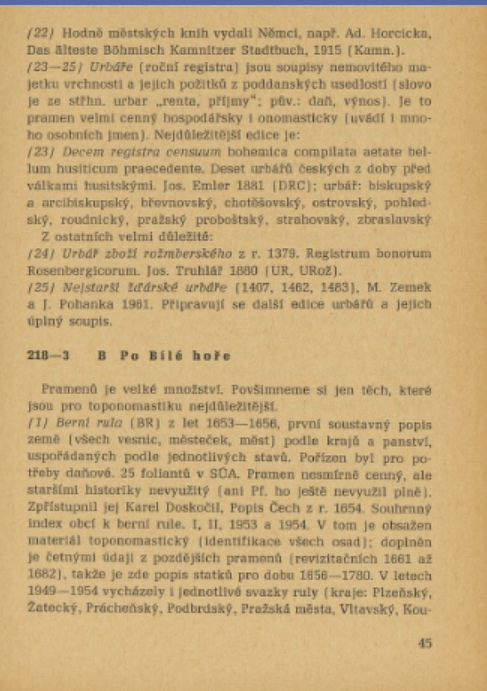 (22) Hodně městských knih vydali Němci, např. Ad. Horcicka,
Das älteste Böhmisch Kamnitzer Stadtbuch, 1915 (Kamn.).
(23—25) Urbáře (roční registra) jsou soupisy nemovitého ma-
jetku vrchnosti a jejich požitků z poddanských usedlostí (slovo
je ze střhn. urbar „renta, příjmy“; pův.: daň, výnos). Je to
pramen velmi cenný hospodářsky i onomasticky (uvádí i mno-
ho osobních jmen). Nejdůležitější edice je:
(23) Decem registra censuum bohemica compilata aetate bel-
lum husiticum praecedente. Deset urbářů českých z doby před
válkami husitskými. Jos. Emler 1881 (DRC); urbář: biskupský
a arcibiskupský, břevnovský, chotěšovský, ostrovský, pohled-
ský, roudnický, pražský proboštský, strahovský, zbraslavský
Z ostatních velmi důležité:
(24) Urbář zboží rožmberského z r. 1379. Registrum bonorum
Rosenbergicorum. Jos. Truhlář 1880 (UR, URož).
(25) Nejstarší žďárské urbáře (1407, 1462, 1483), M. Zemek
a J. Pohanka 1961. Připravují se další edice urbářů a jejich
úplný soupis.
218—3 B Po Bílé hoře
Pramenů je velké množství. Povšimneme si jen těch, které
jsou pro toponomastiku nejdůležitější.
(1) Berní rula (BR) z let 1653—1656, první soustavný popis
země (všech vesnic, městeček, měst) podle krajů a panství,
uspořádaných podle jednotlivých stavů. Pořízen byl pro po-
třeby daňové. 25 foliantů v SÚA. Pramen nesmírně cenný, ale
staršími historiky nevyužitý (ani Pf. ho ještě nevyužil plně).
Zpřístupnil jej Karel Doskočil, Popis Čech z r. 1654. Souhrnný
index obcí k berní rule. I, II, 1953 a 1954. V tom je obsažen
materiál toponomastický (identifikace všech osad); doplněn
je četnými údaji z pozdějších pramenů (revizitačních 1661 až
1682), takže je zde popis statků pro dobu 1656—1780. V letech
1949—1954 vycházely i jednotlivé svazky ruly (kraje: Plzeňský,
Žatecký, Prácheňský, Podbrdský, Pražská města, Vltavský, Kou-
45